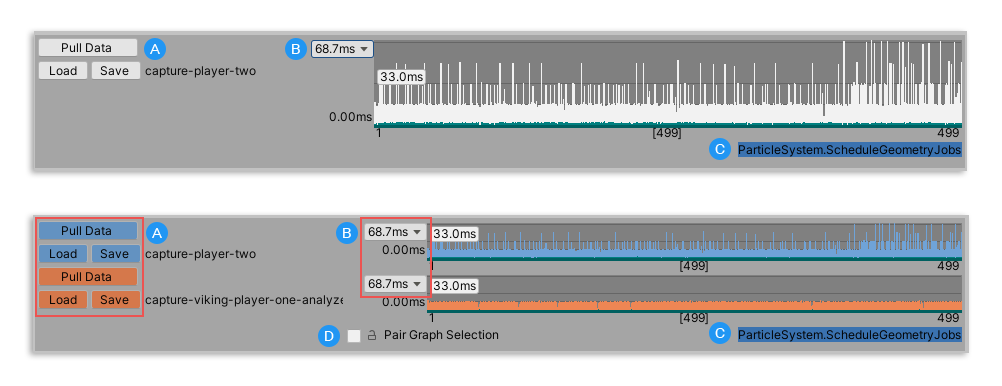 Pull Data A B 68.7ms
Load Save capture-player-two
33.0ms
0.00ms
1 [499] 499
C ParticleSystem.ScheduleGeometryJobs
Pull Data A B 68.7ms 33.0ms
Load Save capture-player-two 0.00ms
1 [499] 499
Pull Data 68.7ms 33.0ms
Load Save capture-viking-player-one-analyze 0.00ms
1 [499] 499
D Pair Graph Selection C ParticleSystem.ScheduleGeometryJobs